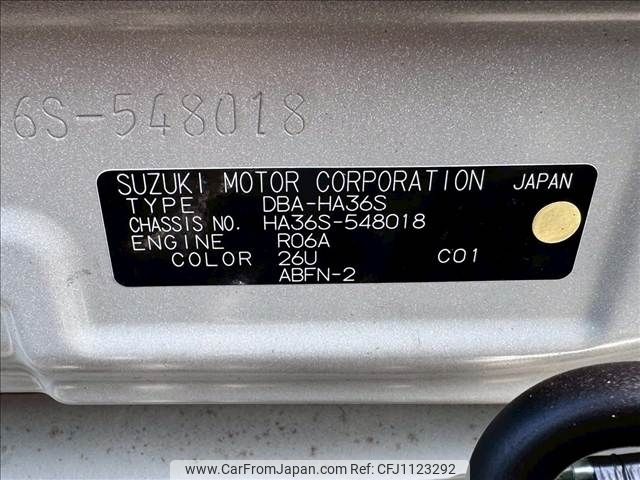 6S-548018
SUZUKI MOTOR CORPORATION JAPAN
TYPE DBA-HA36S
CHASSIS NO. HA36S-548018
ENGINE R06A
COLOR 26U C01
ABFN-2
www.CarFromJapan.com | CFJ1123292